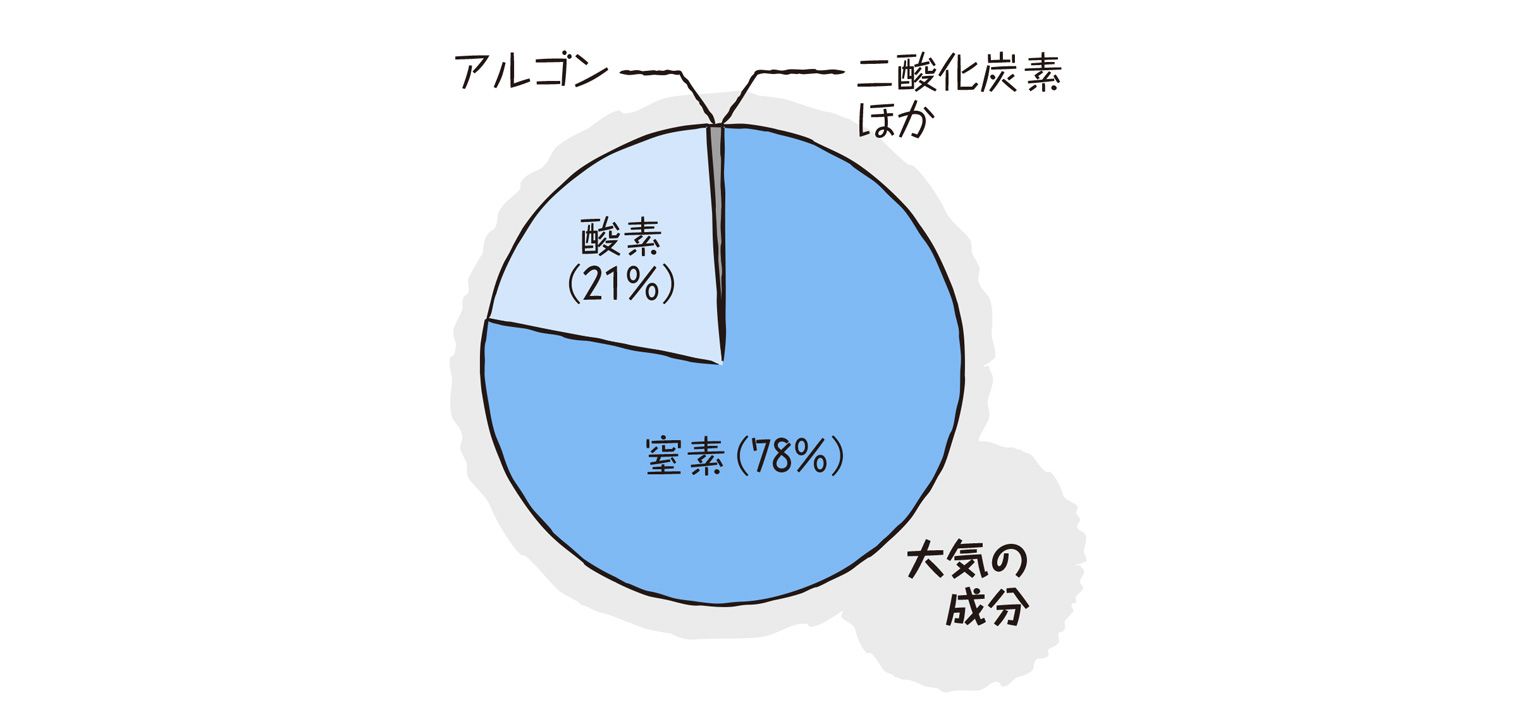 アルゴン
二酸化炭素
ほか
酸素
(21%)
窒素(78%)
大気の
成分